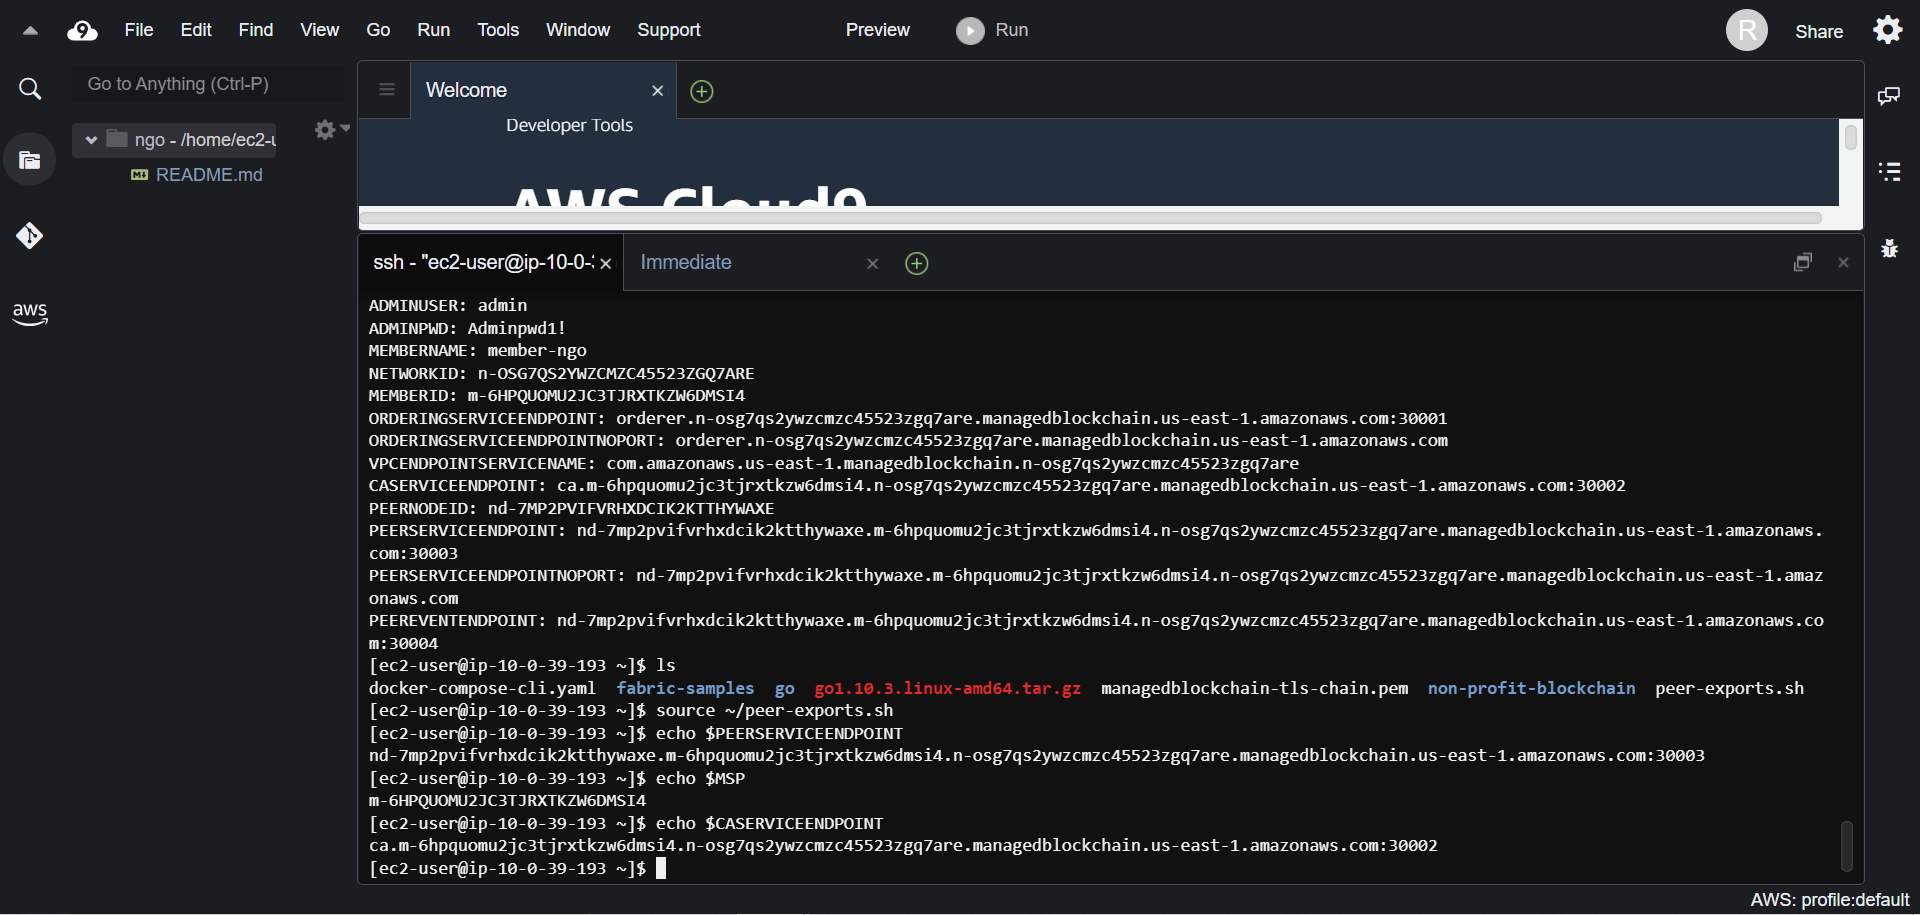 File Edit Find View Go Run Tools Window Support Preview Run R Share
Go to Anything (Ctrl-P)
Welcome
ngo - /home/ec2-u
README.md
aws
Developer Tools
AWS Cloud9
ssh - "ec2-user@ip-10-0-3 Immediate
ADMINUSER: admin
ADMINPWD: Adminpwd1!
MEMBERNAME: member-ngo
NETWORKID: n-OSG7QS2YWZCMZC45523ZGQ7ARE
MEMBERID: m-6HPQUOMU2JC3TJRXTKZW6DMSI4
ORDERINGSERVICEENDPOINT: orderer.n-osg7qs2ywzcmzc45523zgq7are.managedblockchain.us-east-1.amazonaws.com:30001
ORDERINGSERVICEENDPOINTNOPORT: orderer.n-osg7qs2ywzcmzc45523zgq7are.managedblockchain.us-east-1.amazonaws.com
VPCENDPOINTSERVICENAME: com.amazonaws.us-east-1.managedblockchain.n-osg7qs2ywzcmzc45523zgq7are
CASERVICEENDPOINT: ca.m-6hpquomu2jc3tjrxtkzw6dmsi4.n-osg7qs2ywzcmzc45523zgq7are.managedblockchain.us-east-1.amazonaws.com:30002
PEERNODEID: nd-7MP2PVIFVRHXDCIK2KTTHYWAXE
PEERSERVICEENDPOINT: nd-7mp2pvifvrhxdcik2ktthywaxe.m-6hpquomu2jc3tjrxtkzw6dmsi4.n-osg7qs2ywzcmzc45523zgq7are.managedblockchain.us-east-1.amazonaws.
com:30003
PEERSERVICEENDPOINTNOPORT: nd-7mp2pvifvrhxdcik2ktthywaxe.m-6hpquomu2jc3tjrxtkzw6dmsi4.n-osg7qs2ywzcmzc45523zgq7are.managedblockchain.us-east-1.amaz
onaws.com
PEEREVENTENDPOINT: nd-7mp2pvifvrhxdcik2ktthywaxe.m-6hpquomu2jc3tjrxtkzw6dmsi4.n-osg7qs2ywzcmzc45523zgq7are.managedblockchain.us-east-1.amazonaws.co
m:30004
[ec2-user@ip-10-0-39-193 ~]$ ls
docker-compose-cli.yaml fabric-samples go go1.10.3.linux-amd64.tar.gz managedblockchain-tls-chain.pem non-profit-blockchain peer-exports.sh
[ec2-user@ip-10-0-39-193 ~]$ source ~/peer-exports.sh
[ec2-user@ip-10-0-39-193 ~]$ echo $PEERSERVICEENDPOINT
nd-7mp2pvifvrhxdcik2ktthywaxe.m-6hpquomu2jc3tjrxtkzw6dmsi4.n-osg7qs2ywzcmzc45523zgq7are.managedblockchain.us-east-1.amazonaws.com:30003
[ec2-user@ip-10-0-39-193 ~]$ echo $MSP
m-6HPQUOMU2JC3TJRXTKZW6DMSI4
[ec2-user@ip-10-0-39-193 ~]$ echo $CASERVICEENDPOINT
ca.m-6hpquomu2jc3tjrxtkzw6dmsi4.n-osg7qs2ywzcmzc45523zgq7are.managedblockchain.us-east-1.amazonaws.com:30002
[ec2-user@ip-10-0-39-193 ~]$
AWS: profile:default